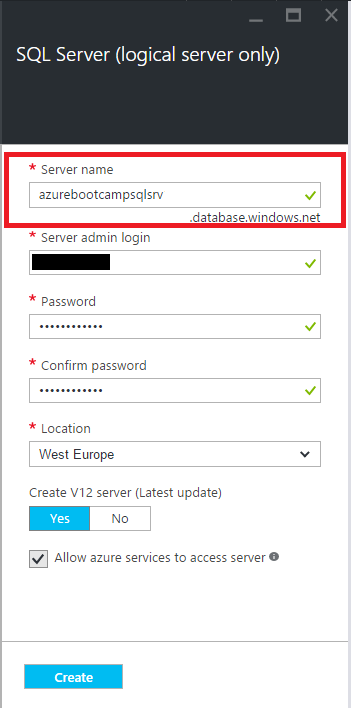 SQL Server (logical server only)
* Server name
azurebootcampsqlsrv
.database.windows.net
* Server admin login
* Password
••••••••••••
* Confirm password
••••••••••••
* Location
West Europe
Create V12 server (Latest update)
Yes No
Allow azure services to access server
Create